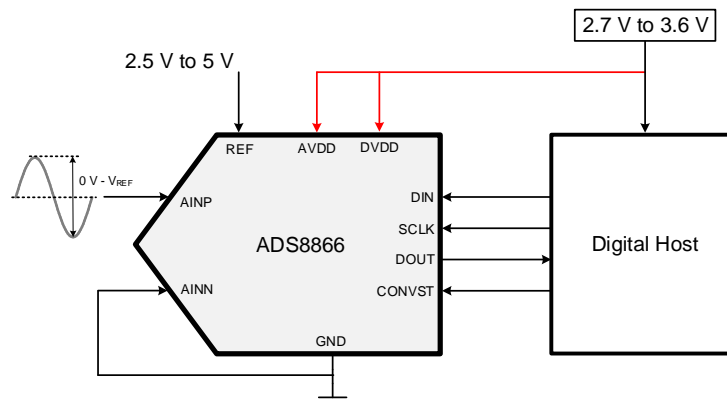 2.7 V to 3.6 V
2.5 V to 5 V
REF
AVDD
DVDD
0 V - VREF
AINP
DIN
SCLK
ADS8866
DOUT
Digital Host
AINN
CONVST
GND